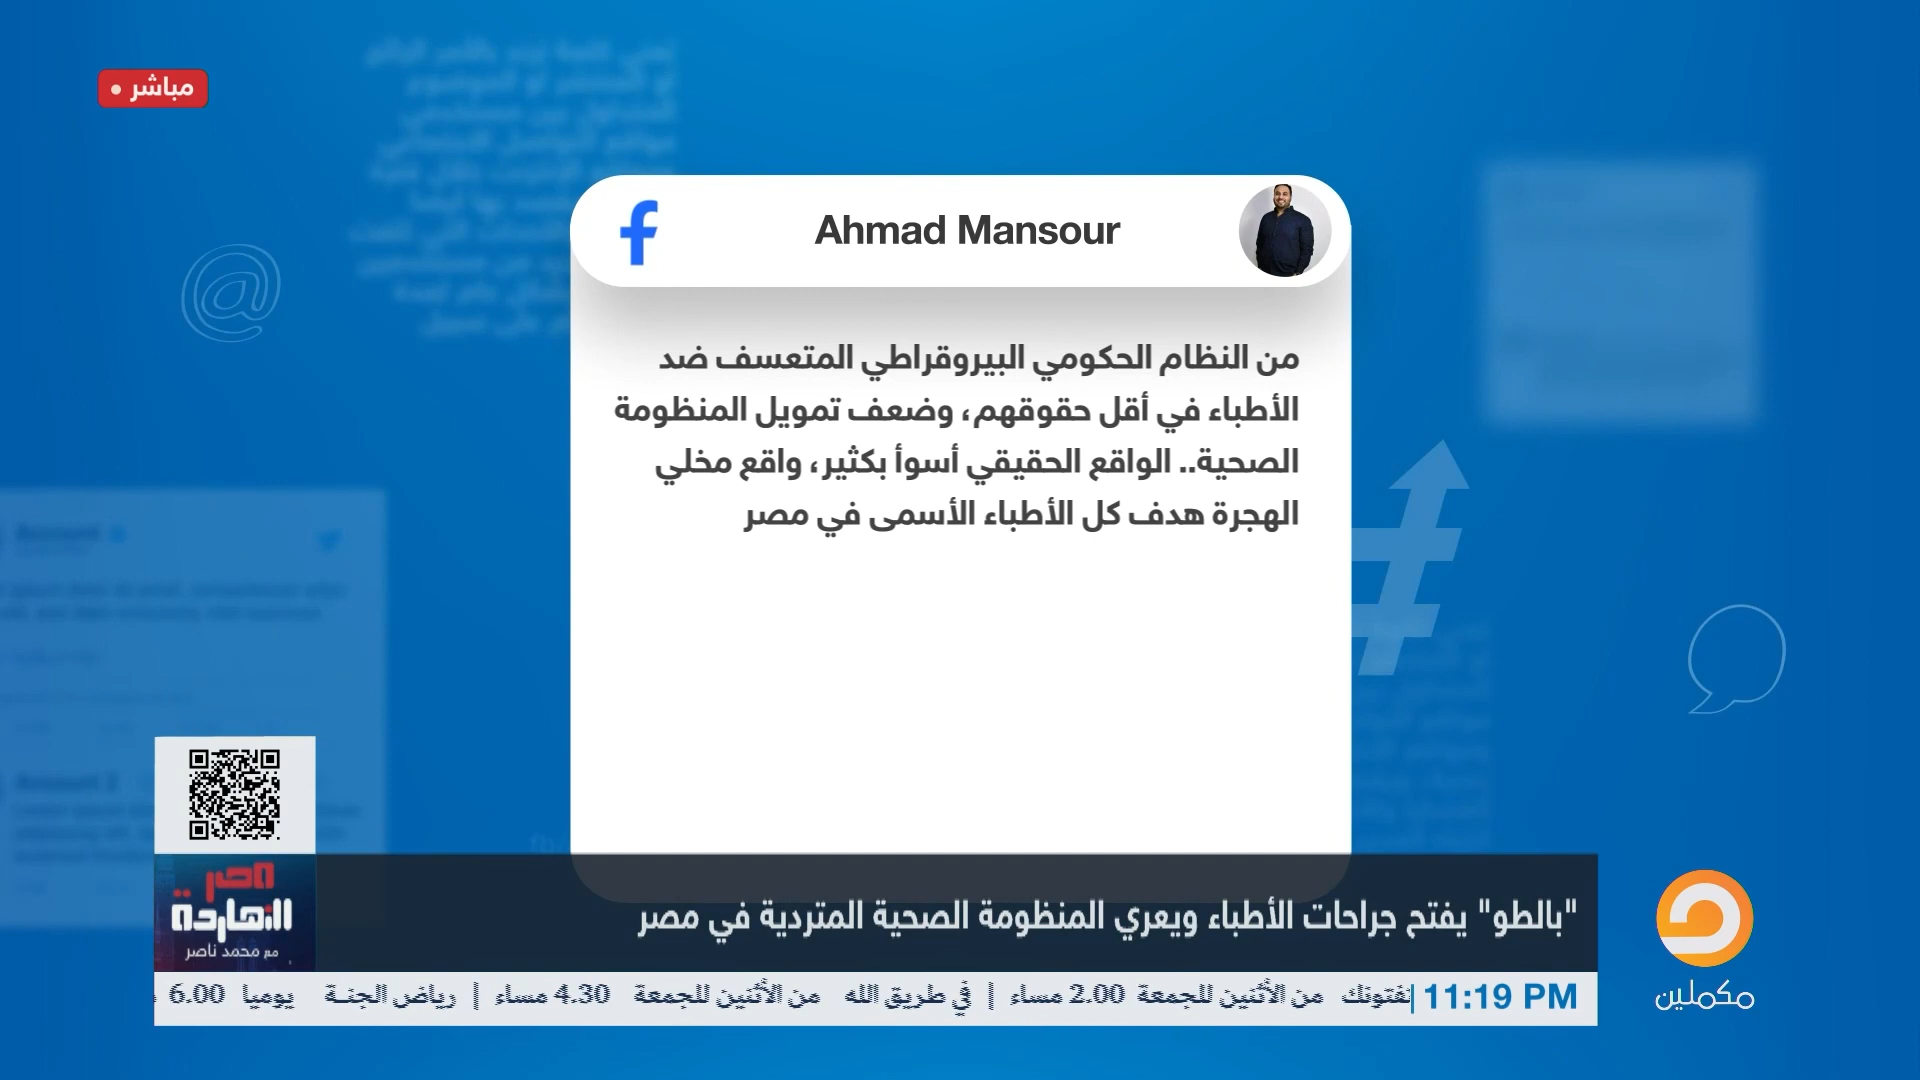 مباشر
Ahmad Mansour
من النظام الحكومي البيروقراطي المتعسف ضد
الأطباء في أقل حقوقهم، وضعف تمويل المنظومة
الصحية.. الواقع الحقيقي أسوأ بكثير، واقع مخلي
الهجرة هدف كل الأطباء الأسمى في مصر
مصر
النهاردة
مع محمد ناصر
"بالطو" يفتح جراحات الأطباء ويعري المنظومة الصحية المتردية في مصر
11:19 PM
من الأثنين للجمعة 2.00 مساء | في طريق الله من الأثنين للجمعة 4.30 مساء | رياض الجنـة يوميا 6.00
مكملين